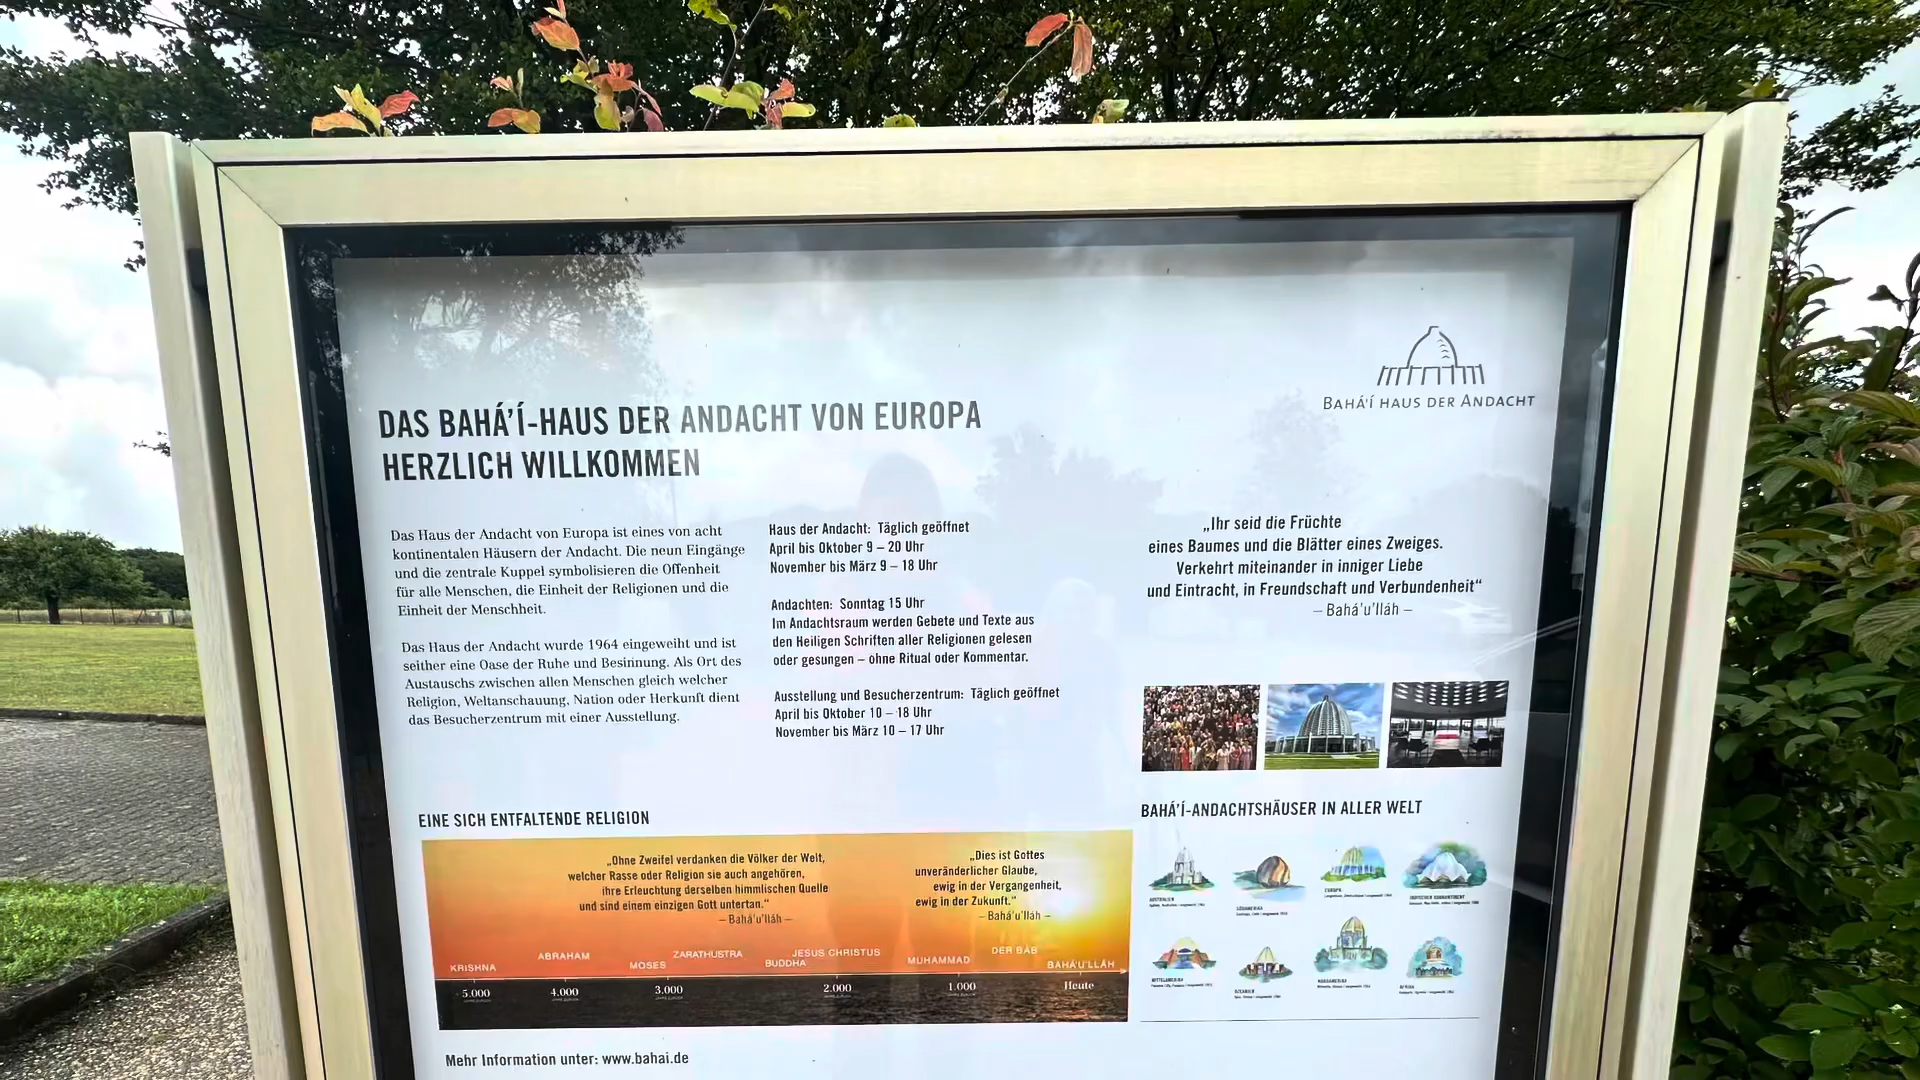 BAHÁ'Í HAUS DER ANDACHT
DAS BAHÁ'Í-HAUS DER ANDACHT VON EUROPA
HERZLICH WILLKOMMEN
Das Haus der Andacht von Europa ist eines von acht
kontinentalen Häusern der Andacht. Die neun Eingänge
und die zentrale Kuppel symbolisieren die Offenheit
für alle Menschen, die Einheit der Religionen und die
Einheit der Menschheit.
Das Haus der Andacht wurde 1964 eingeweiht und ist
seither eine Oase der Ruhe und Besinnung. Als Ort des
Austauschs zwischen allen Menschen gleich welcher
Religion, Weltanschauung, Nation oder Herkunft dient
das Besucherzentrum mit einer Ausstellung.
Haus der Andacht: Täglich geöffnet
April bis Oktober 9 – 20 Uhr
November bis März 9 – 18 Uhr
Andachten: Sonntag 15 Uhr
Im Andachtsraum werden Gebete und Texte aus
den Heiligen Schriften aller Religionen gelesen
oder gesungen – ohne Ritual oder Kommentar.
Ausstellung und Besucherzentrum: Täglich geöffnet
April bis Oktober 10 – 18 Uhr
November bis März 10 – 17 Uhr
„Ihr seid die Früchte
eines Baumes und die Blätter eines Zweiges.
Verkehrt miteinander in inniger Liebe
und Eintracht, in Freundschaft und Verbundenheit“
– Bahá'u'lláh –
EINE SICH ENTFALTENDE RELIGION
„Ohne Zweifel verdanken die Völker der Welt,
welcher Rasse oder Religion sie auch angehören,
ihre Erleuchtung derselben himmlischen Quelle
und sind einem einzigen Gott untertan.“
– Bahá'u'lláh –
„Dies ist Gottes
unveränderlicher Glaube,
ewig in der Vergangenheit,
ewig in der Zukunft.“
– Bahá'u'lláh –
KRISHNA
ABRAHAM
MOSES
ZARATHUSTRA
BUDDHA
JESUS CHRISTUS
MUHAMMAD
DER BÁB
BAHÁ'U'LLÁH
5.000
4.000
3.000
2.000
1.000
Heute
BAHÁ'Í-ANDACHTSHÄUSER IN ALLER WELT
AUSTRALIEN
SÜDAMERIKA
EUROPA
INDISCHER SUBKONTINENT
MITTELAMERIKA
OZEANIEN
NORDAMERIKA
AFRIKA
Mehr Information unter: www.bahai.de